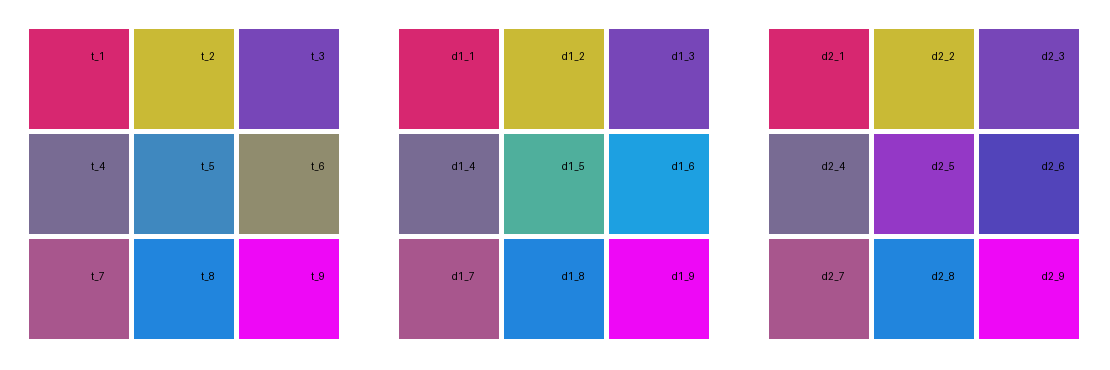 t_1 t_2 t_3 d1_1 d1_2 d1_3 d2_1 d2_2 d2_3
t_4 t_5 t_6 d1_4 d1_5 d1_6 d2_4 d2_5 d2_6
t_7 t_8 t_9 d1_7 d1_8 d1_9 d2_7 d2_8 d2_9